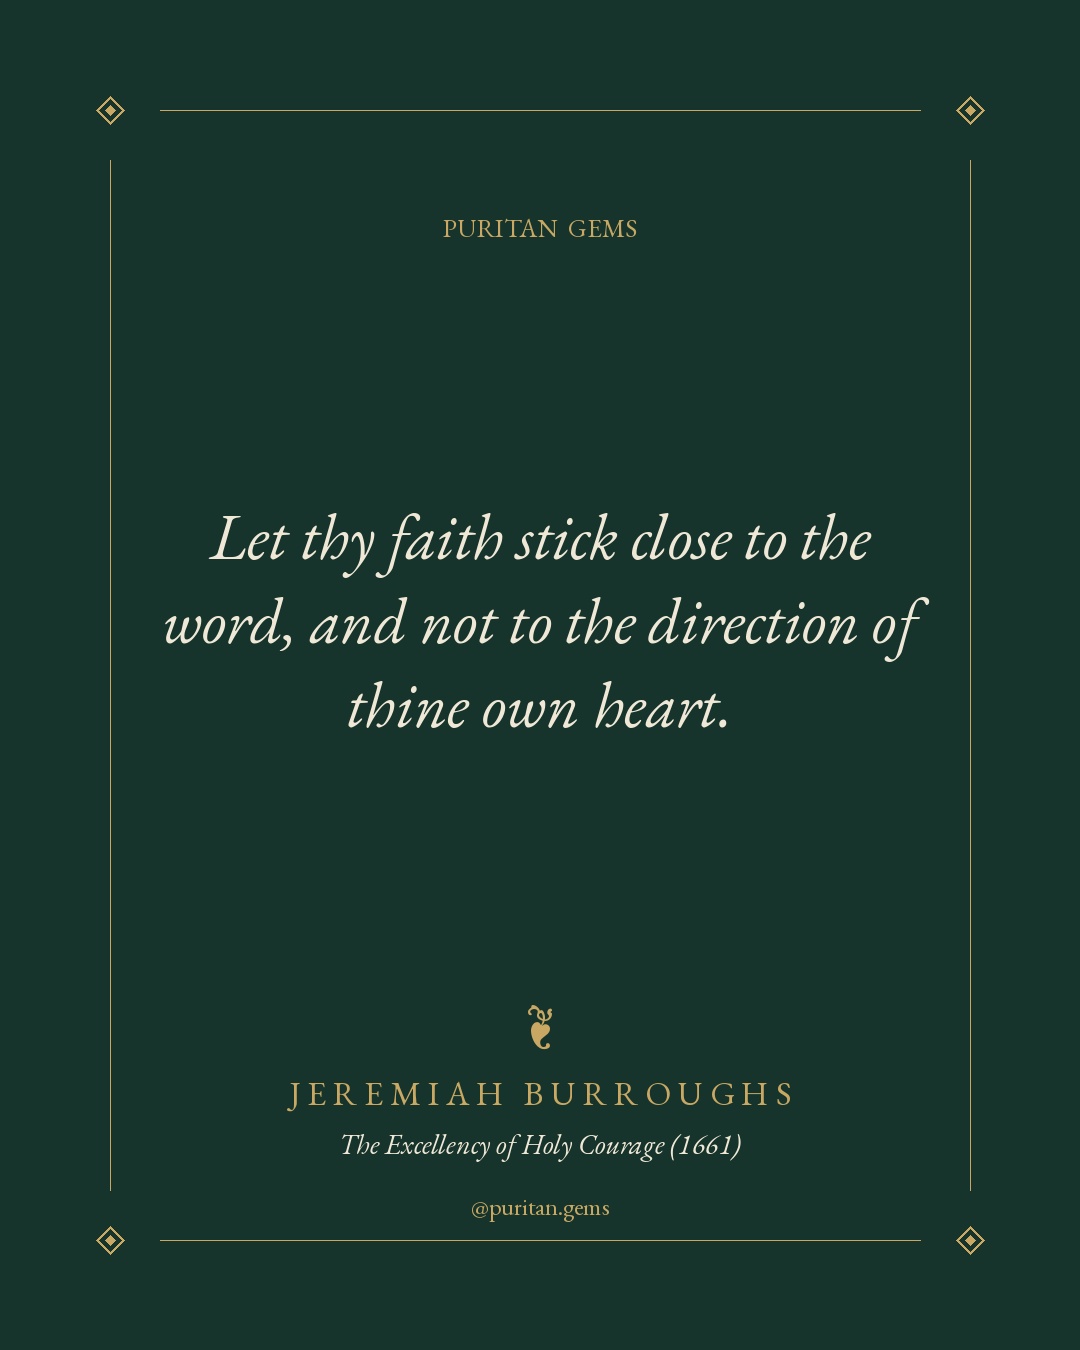 PURITAN GEMS
Let thy faith stick close to the
word, and not to the direction of
thine own heart.
❦
JEREMIAH BURROUGHS
The Excellency of Holy Courage (1661)
@puritan.gems